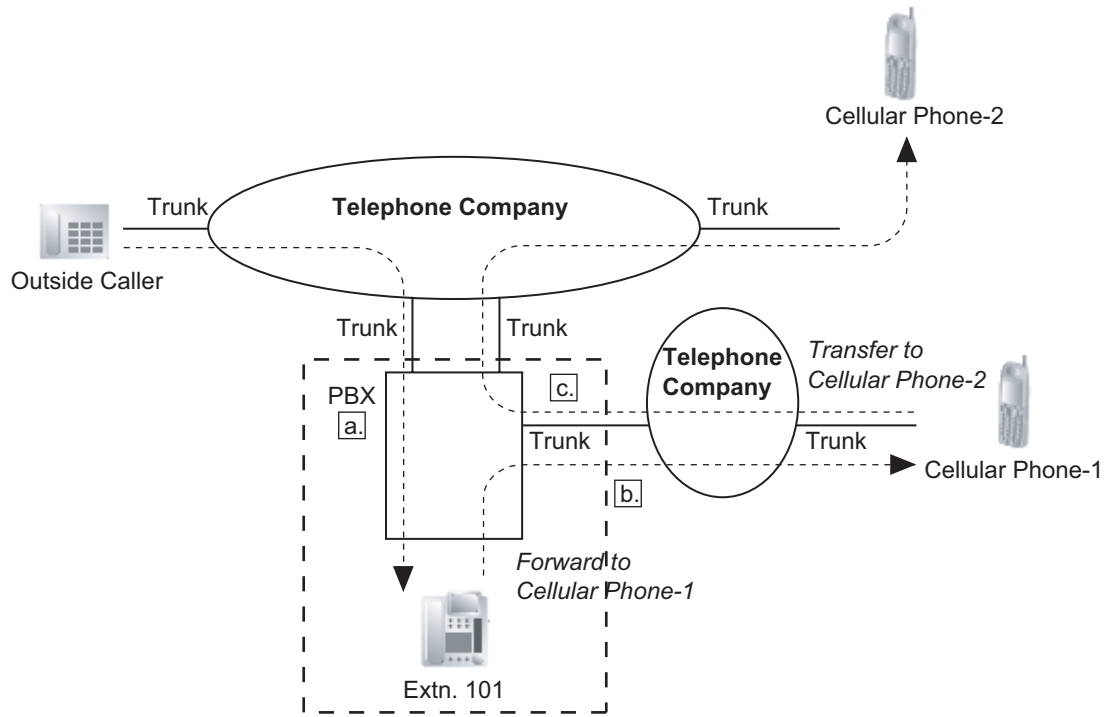 Cellular Phone-2
Trunk
Telephone Company
Trunk
Outside Caller
Trunk
Trunk
Telephone
Company
Transfer to
Cellular Phone-2
PBX
a.
c.
Trunk
Trunk
Cellular Phone-1
b.
Forward to
Cellular Phone-1
Extn. 101